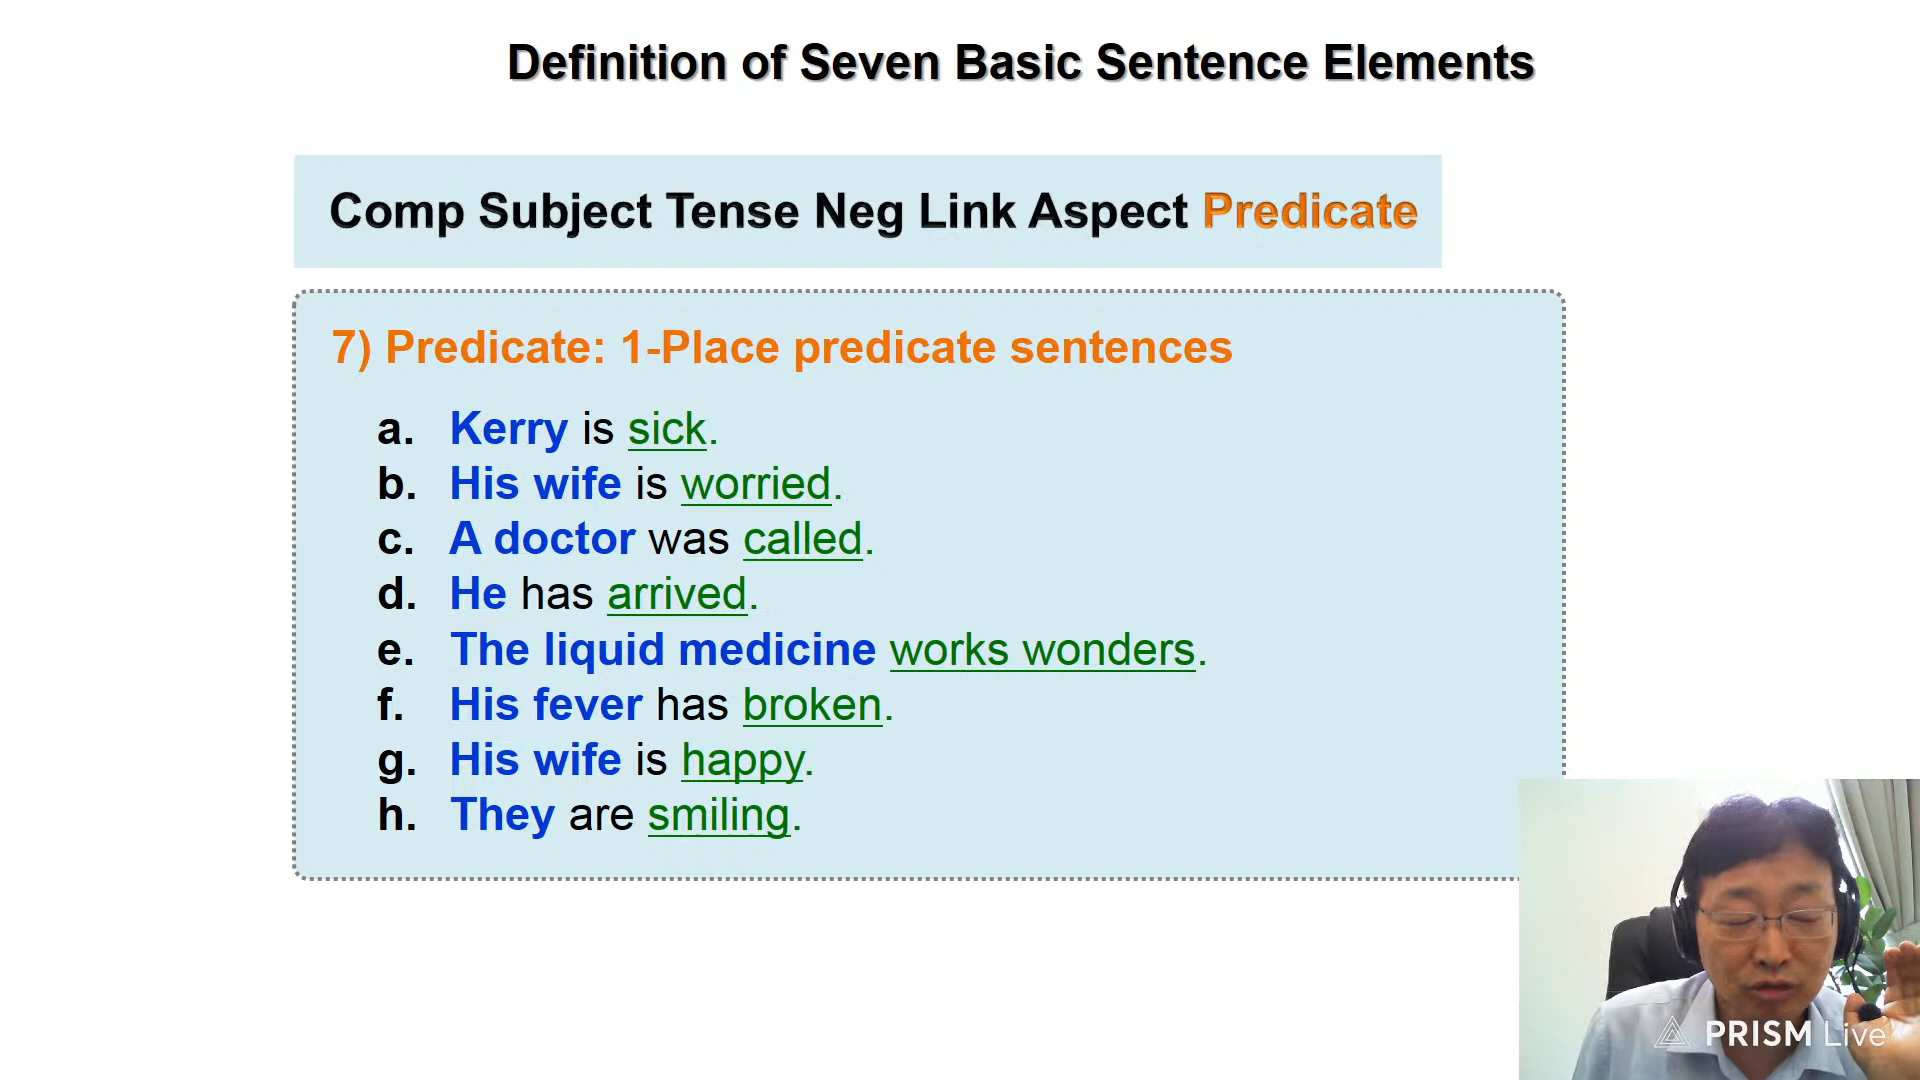 Definition of Seven Basic Sentence Elements
Comp Subject Tense Neg Link Aspect Predicate
7) Predicate: 1-Place predicate sentences
a. Kerry is sick.
b. His wife is worried.
c. A doctor was called.
d. He has arrived.
e. The liquid medicine works wonders.
f. His fever has broken.
g. His wife is happy.
h. They are smiling.
PRISM Live